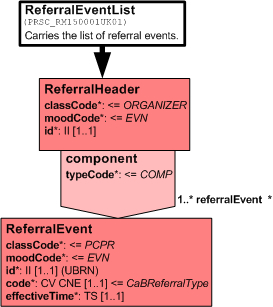 ReferralEventList
(PRSC_RM150001UK01)
Carries the list of referral events.
ReferralHeader
classCode*: <= ORGANIZER
moodCode*: <= EVN
id*: II [1..1]
component
typeCode*: <= COMP
1..* referralEvent *
ReferralEvent
classCode*: <= PCPR
moodCode*: <= EVN
id*: II [1..1] (UBRN)
code*: CV CNE [1..1] <= CaBReferralType
effectiveTime*: TS [1..1]